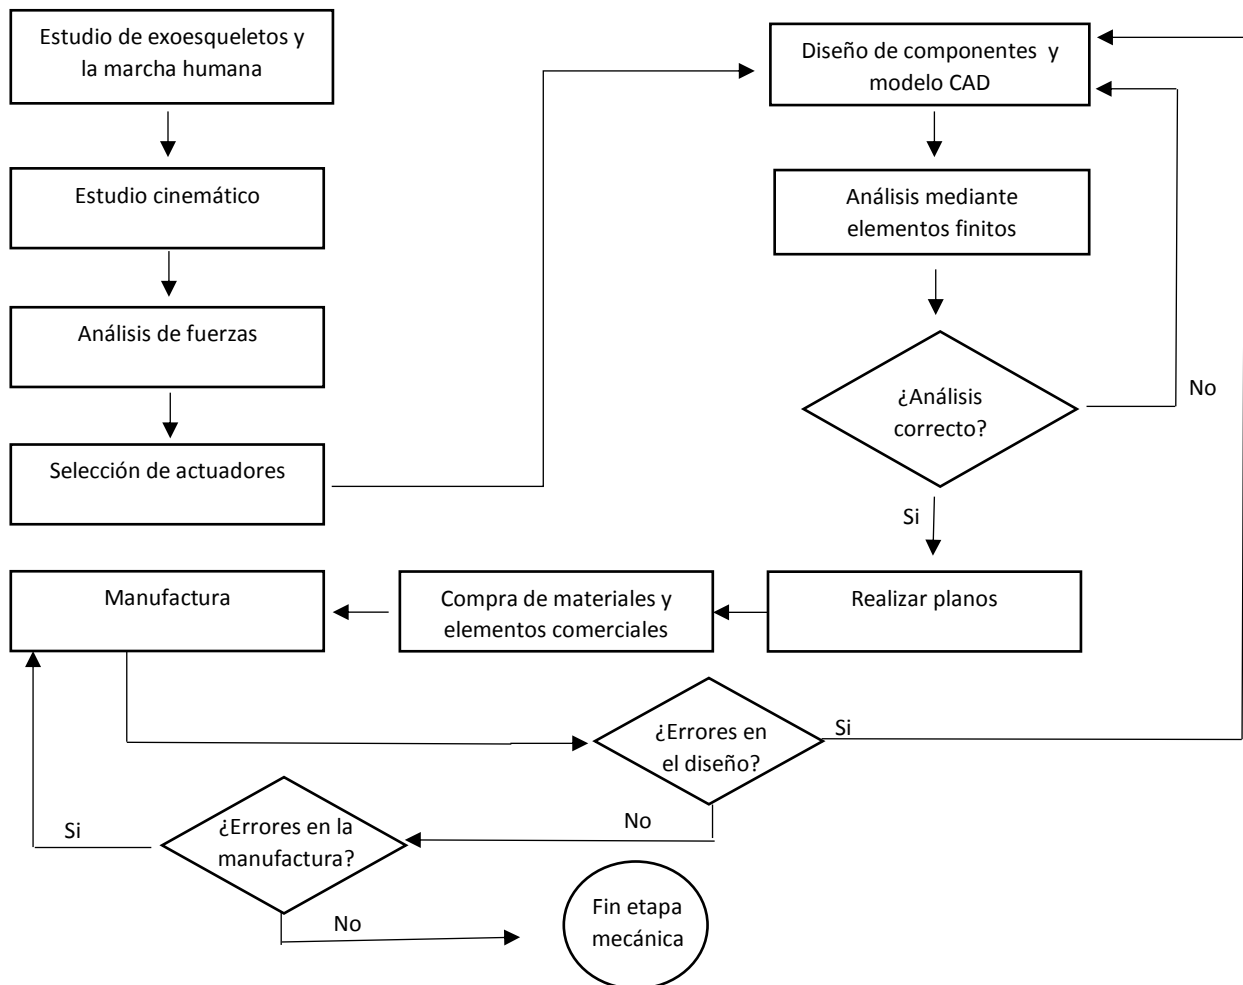 Estudio de exoesqueletos y
la marcha humana
Estudio cinemático
Análisis de fuerzas
Selección de actuadores
Diseño de componentes y
modelo CAD
Análisis mediante
elementos finitos
¿Análisis
correcto?
No
Si
Realizar planos
Compra de materiales y
elementos comerciales
Manufactura
¿Errores en
el diseño?
Si
No
¿Errores en la
manufactura?
Si
No
Fin etapa
mecánica